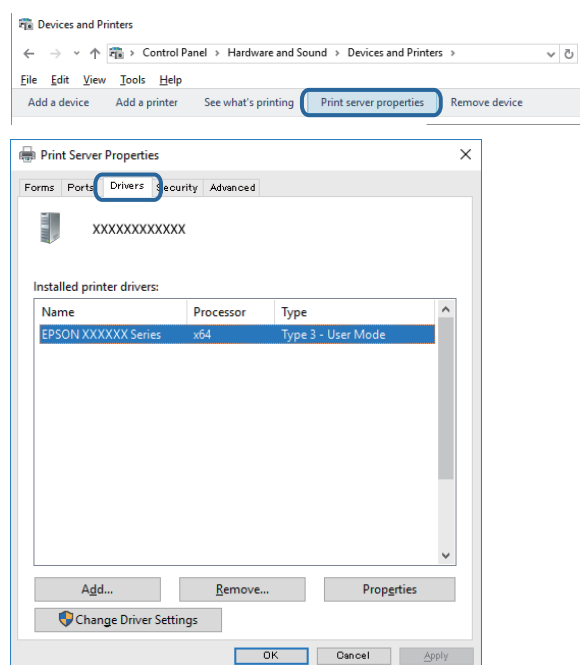 Devices and Printers
Control Panel > Hardware and Sound > Devices and Printers >
File Edit View Tools Help
Add a device Add a printer See what's printing Print server properties Remove device
Print Server Properties
Forms Ports Drivers Security Advanced
XXXXXXXXXXXX
Installed printer drivers:
Name Processor Type
EPSON XXXXXX Series x64 Type 3 - User Mode
Add... Remove... Properties
Change Driver Settings
OK Cancel Apply